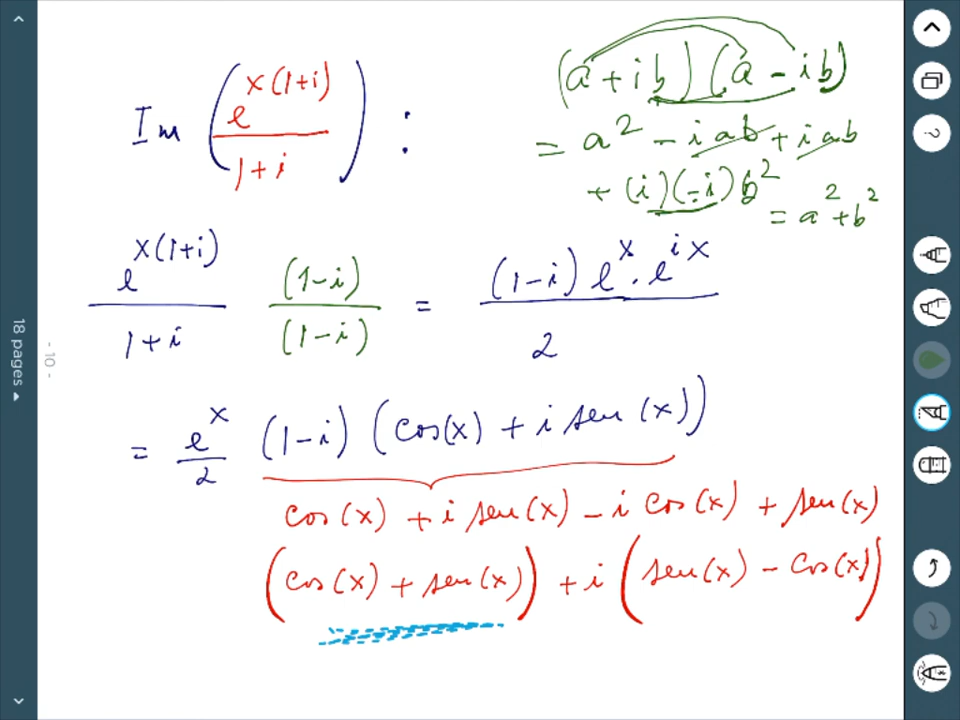 Im (e^{x(1+i)} / (1+i)) :
(a + ib) (a - ib)
= a² - iab + iab
+ (i)(-i)b²
= a² + b²
e^{x(1+i)} / (1+i) (1-i) / (1-i) = (1-i) e^x . e^{ix} / 2
= e^x / 2 (1-i) (cos(x) + i sen(x))
cos(x) + i sen(x) - i cos(x) + sen(x)
(cos(x) + sen(x)) + i (sen(x) - cos(x))
18 pages
- 10 -